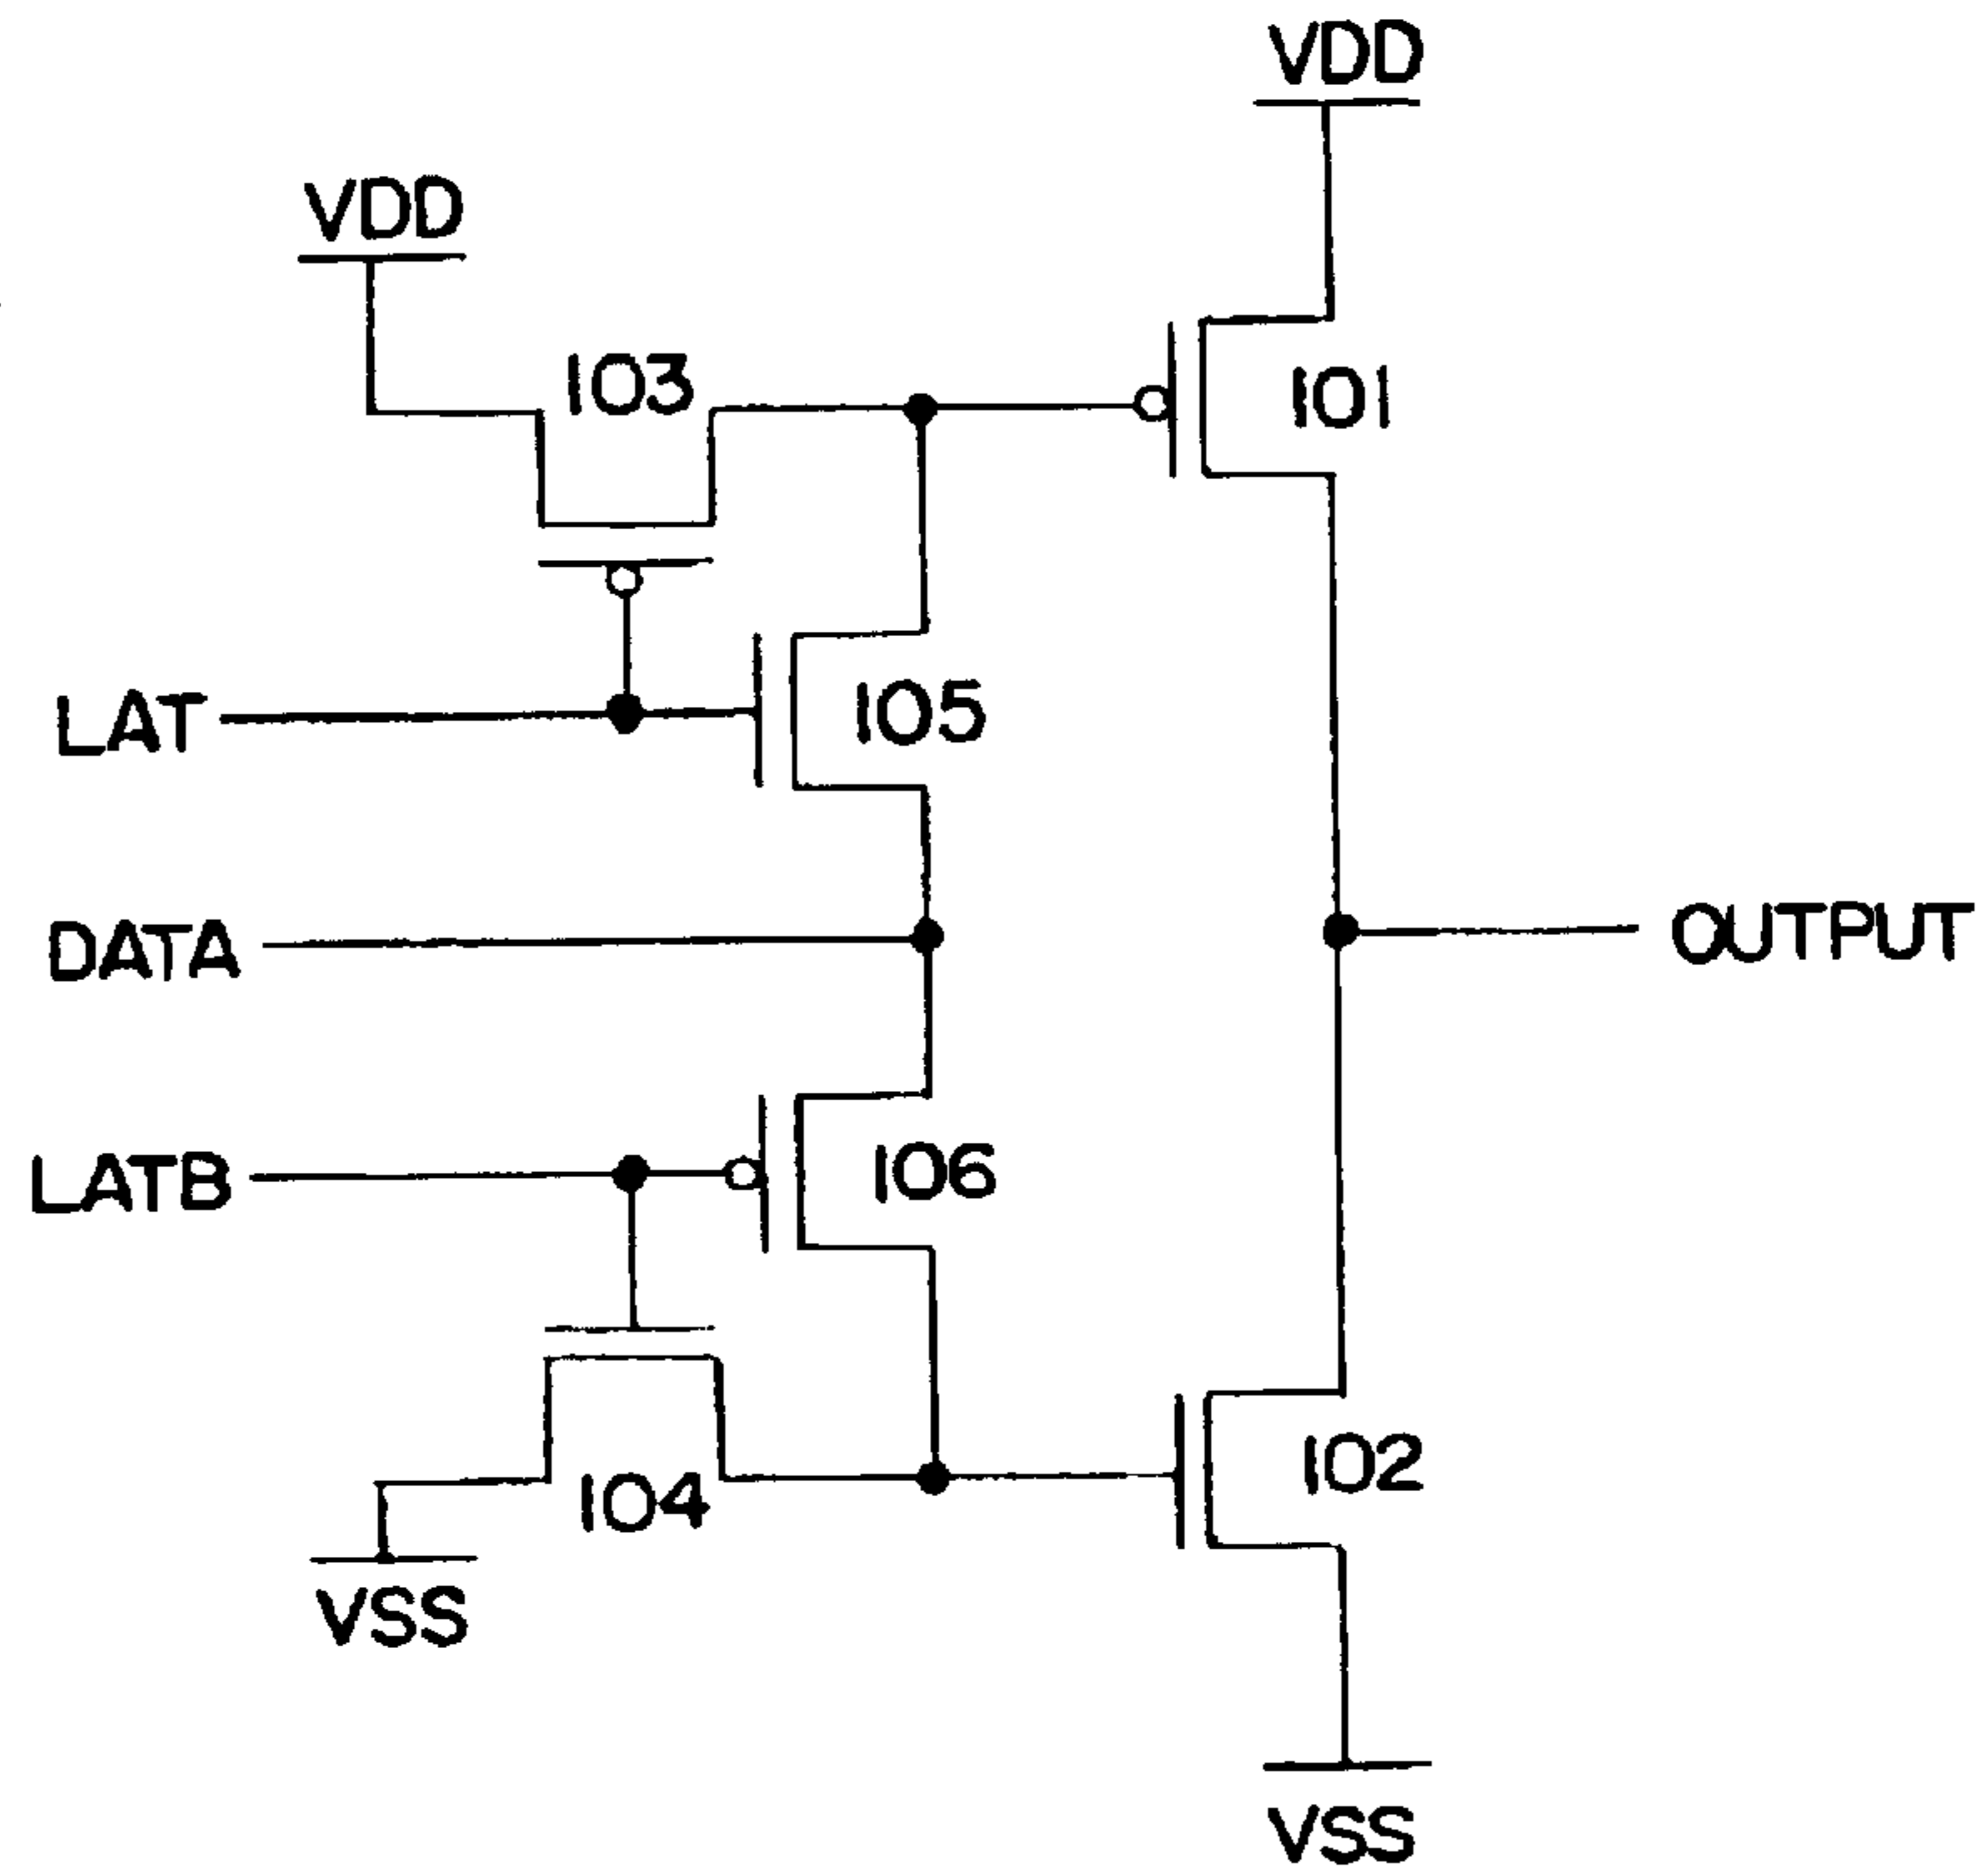 VDD
VDD
103
101
LAT
105
DATA
OUTPUT
LATB
106
102
104
VSS
VSS